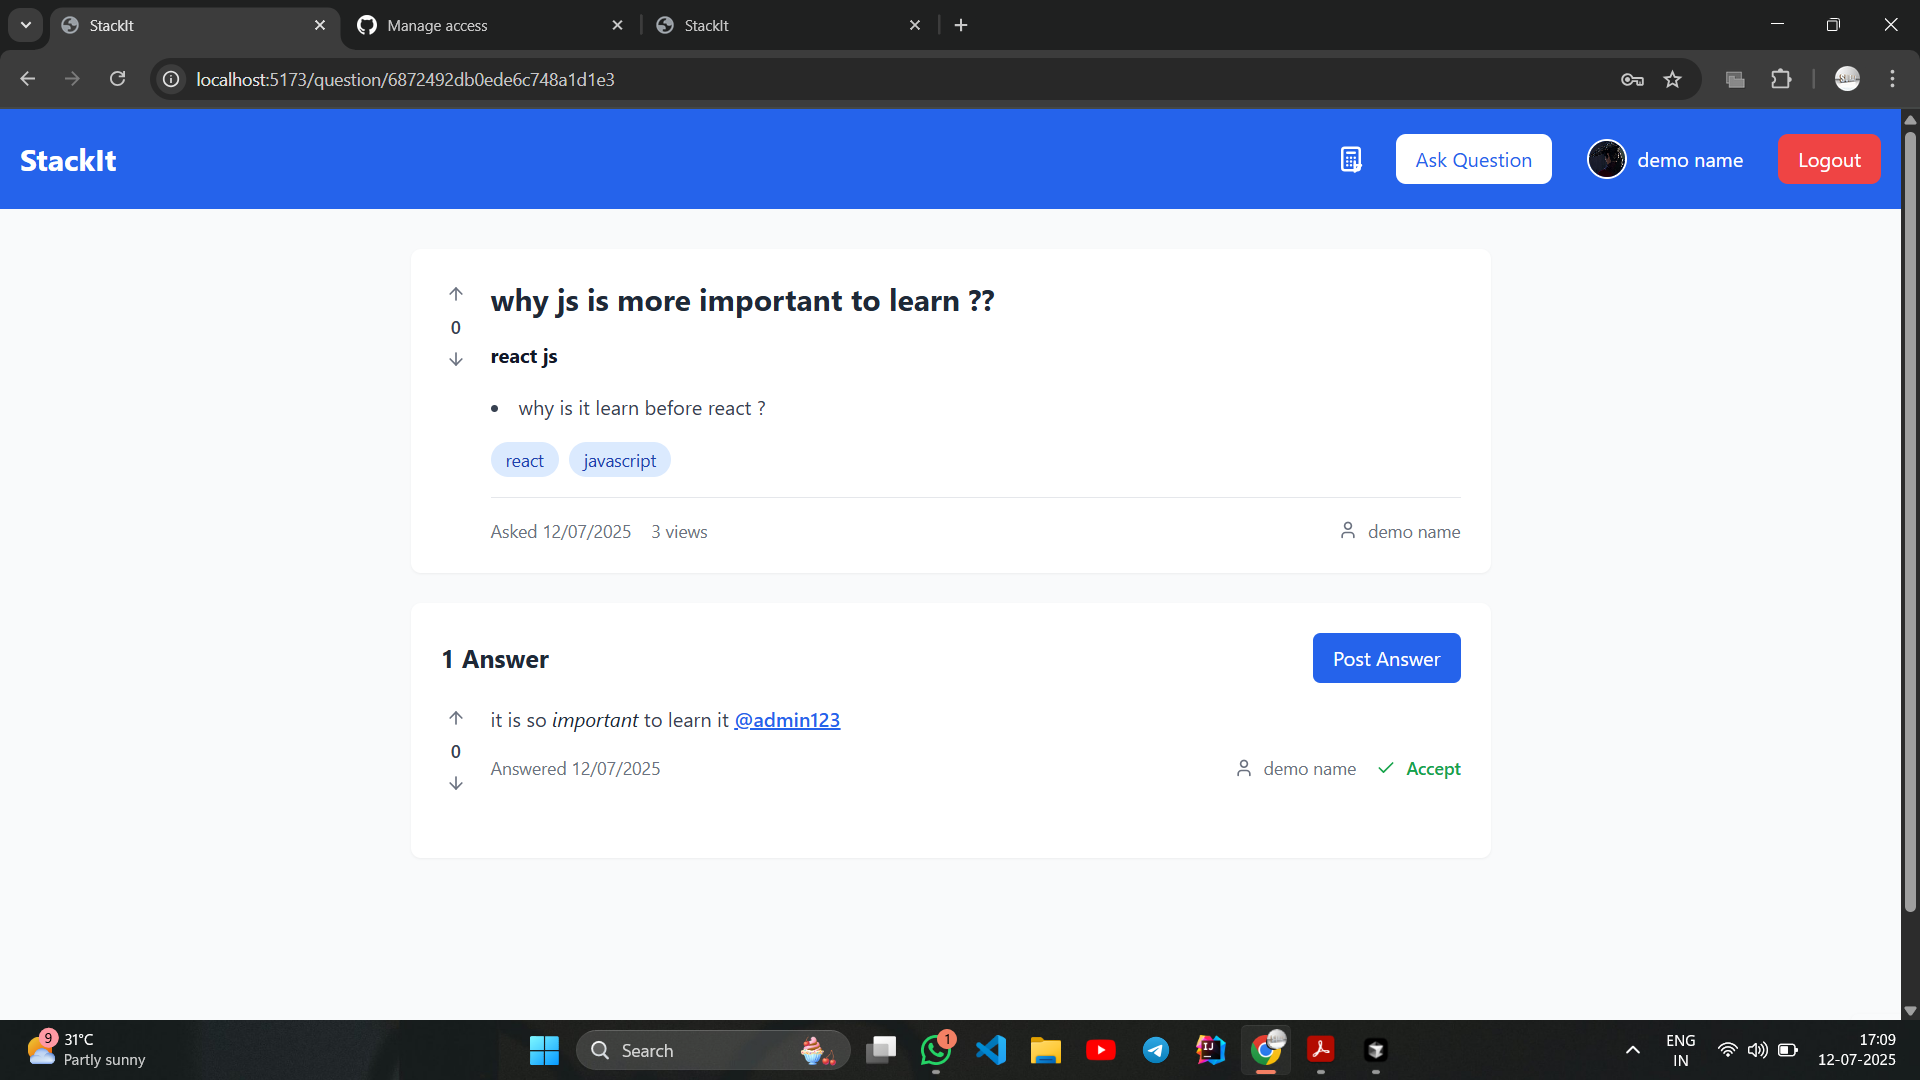 StackIt
Manage access
StackIt
localhost:5173/question/6872492db0ede6c748a1d1e3
StackIt
Ask Question
demo name
Logout
why js is more important to learn ??
0
react js
• why is it learn before react ?
react javascript
Asked 12/07/2025 3 views
demo name
1 Answer
Post Answer
it is so important to learn it @admin123
0
Answered 12/07/2025
demo name
Accept
9
31°C
Partly sunny
Search
1
IJ
ENG
IN
17:09
12-07-2025